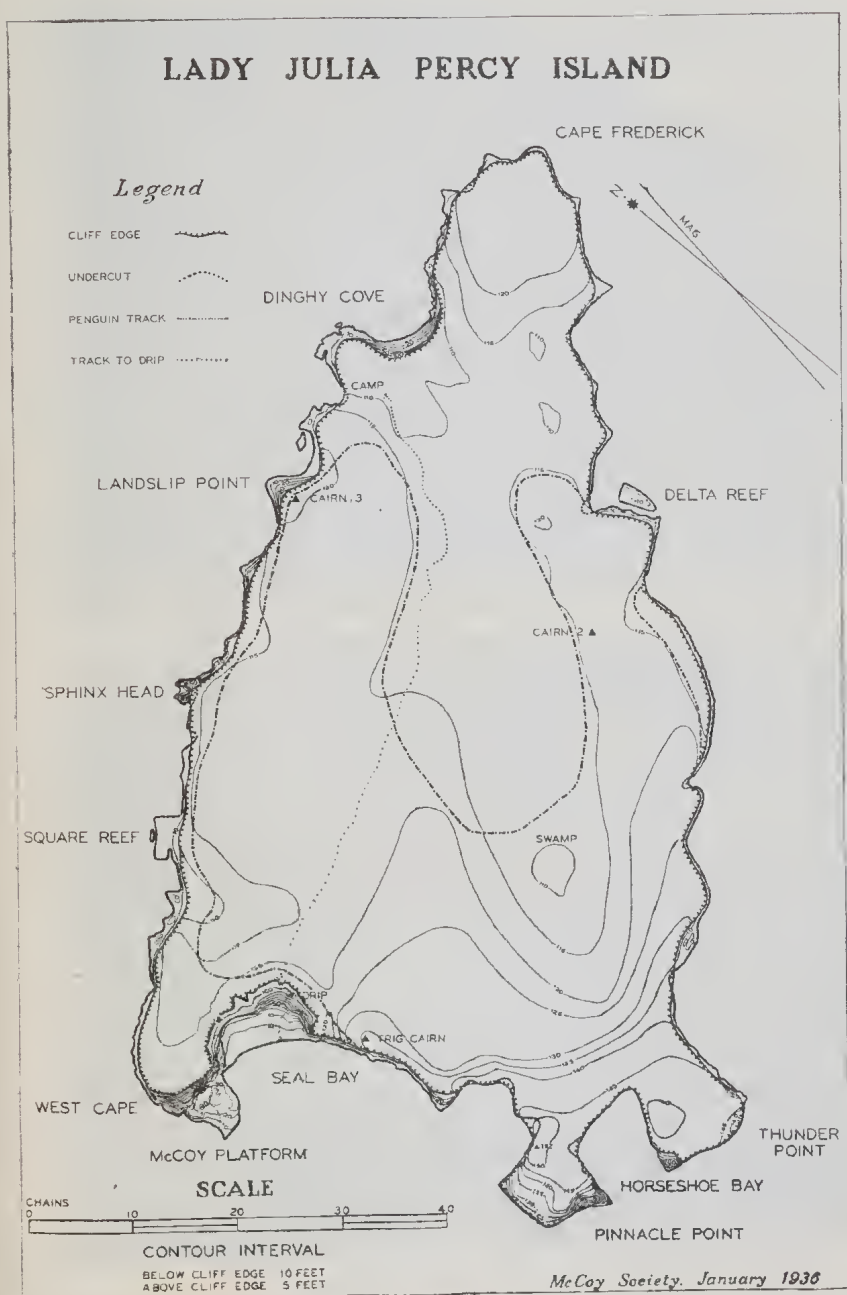 LADY JULIA PERCY ISLAND
CAPE FREDERICK
Legend
CLIFF EDGE
UNDERCUT
PENGUIN TRACK
TRACK TO DRIP
Z.
MAG
DINGHY COVE
CAMP
LANDSLIP POINT
CAIRN.3
DELTA REEF
CAIRN.2
SPHINX HEAD
SQUARE REEF
SWAMP
DRIP
TRIG CAIRN
SEAL BAY
WEST CAPE
McCOY PLATFORM
THUNDER
POINT
HORSESHOE BAY
PINNACLE POINT
SCALE
CHAINS
0 10 20 30 40
CONTOUR INTERVAL
BELOW CLIFF EDGE 10 FEET
ABOVE CLIFF EDGE 5 FEET
McCoy Society. January 1936